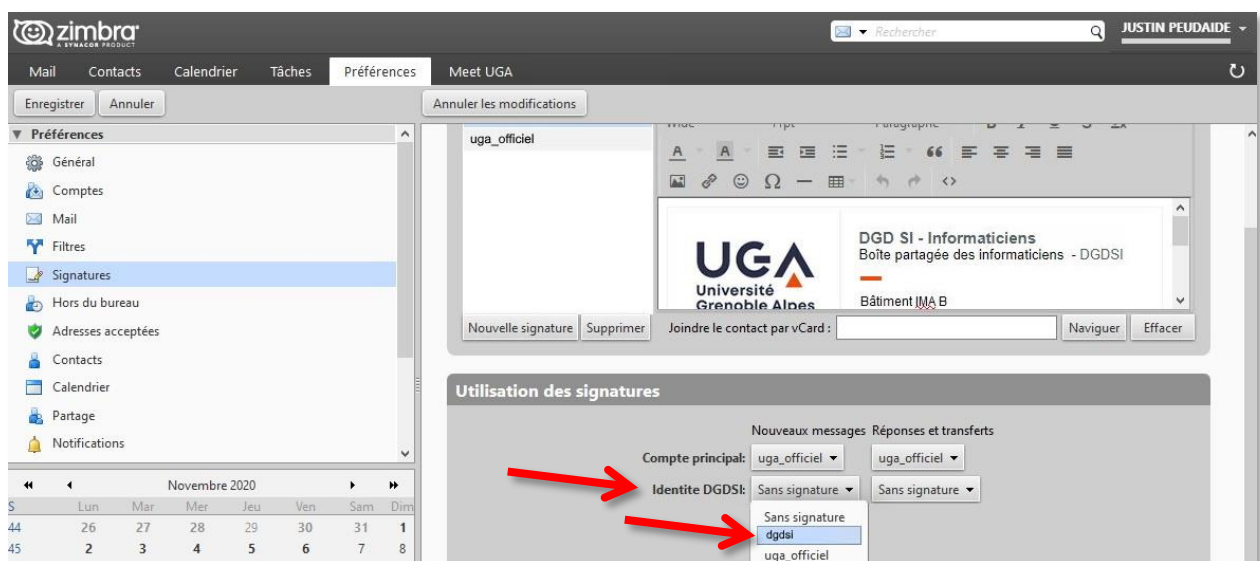 zimbra
A SYNACOR PRODUCT
Rechercher
JUSTIN PEUDAIDE
Mail Contacts Calendrier Tâches Préférences Meet UGA
Enregistrer Annuler Annuler les modifications
Préférences
Général
Comptes
Mail
Filtres
Signatures
Hors du bureau
Adresses acceptées
Contacts
Calendrier
Partage
Notifications
Novembre 2020
S Lun Mar Mer Jeu Ven Sam Dim
44 26 27 28 29 30 31 1
45 2 3 4 5 6 7 8
uga_officiel
Paragraphe
UGA
Université
Grenoble Alpes
DGD SI - Informaticiens
Boîte partagée des informaticiens - DGDSI
Bâtiment IMA B
Nouvelle signature Supprimer Joindre le contact par vCard : Naviguer Effacer
Utilisation des signatures
Nouveaux messages Réponses et transferts
Compte principal: uga_officiel uga_officiel
Identite DGDSI: Sans signature Sans signature
Sans signature
dgdsi
uga_officiel